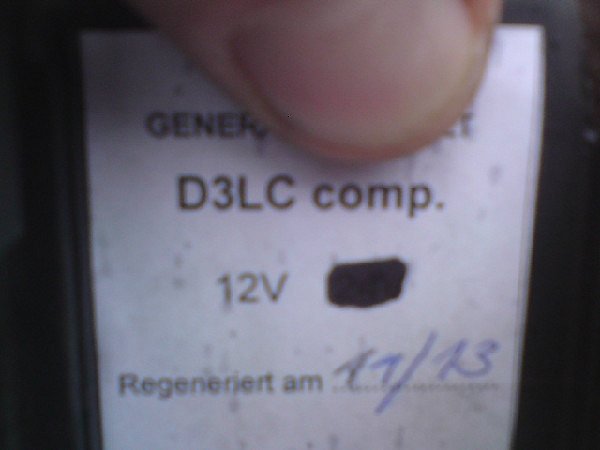 D3LC comp.
12V
Regeneriert am 11/13